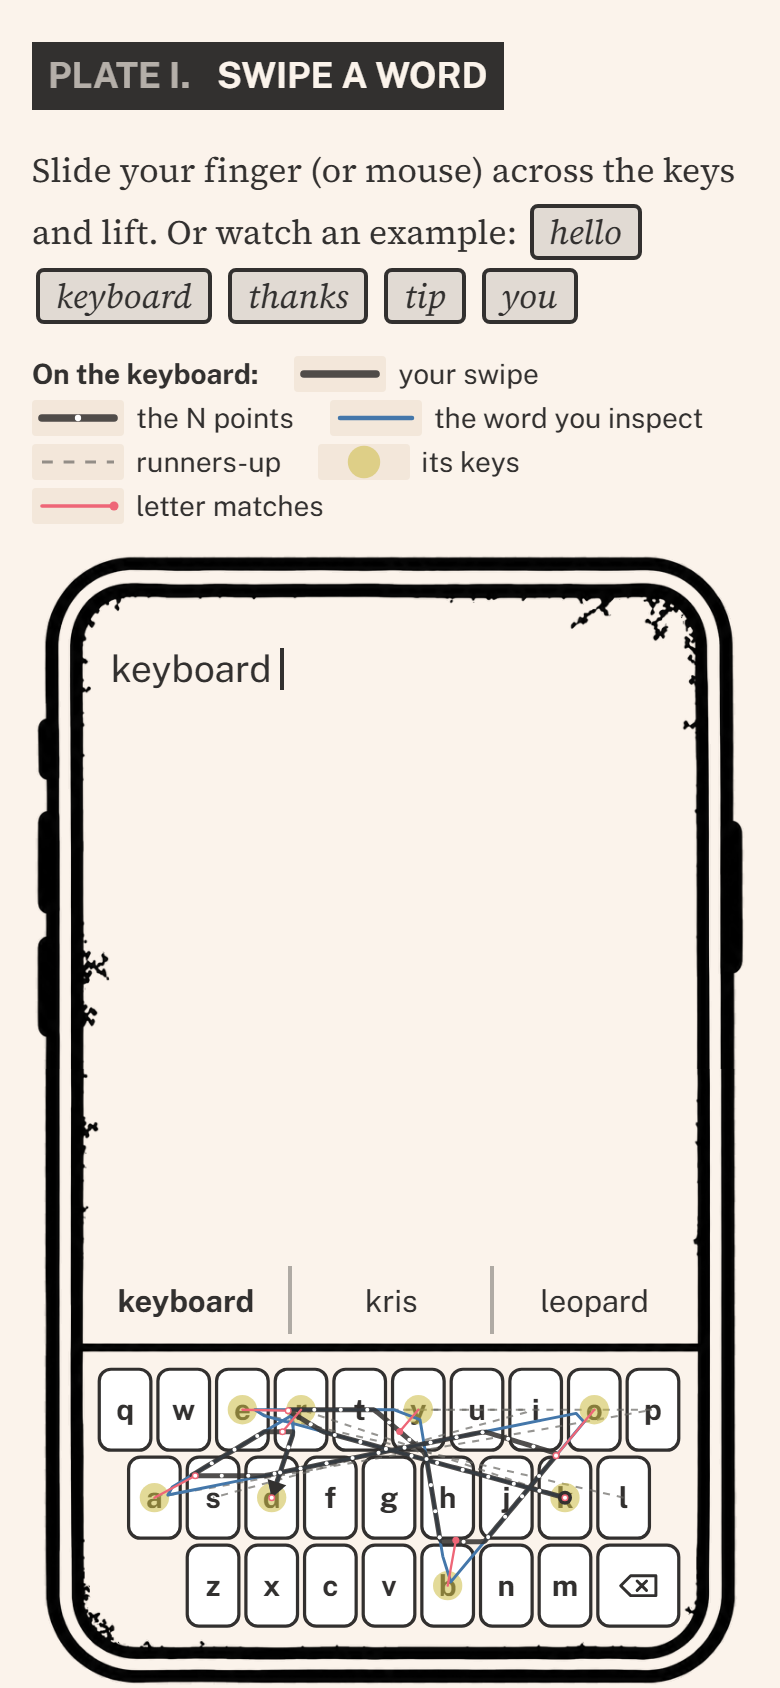 PLATE I. SWIPE A WORD
Slide your finger (or mouse) across the keys
and lift. Or watch an example: hello
keyboard thanks tip you
On the keyboard: your swipe
the N points the word you inspect
runners-up its keys
letter matches
keyboard
keyboard kris leopard
q w e r t y u i o p
a s d f g h j k l
z x c v b n m